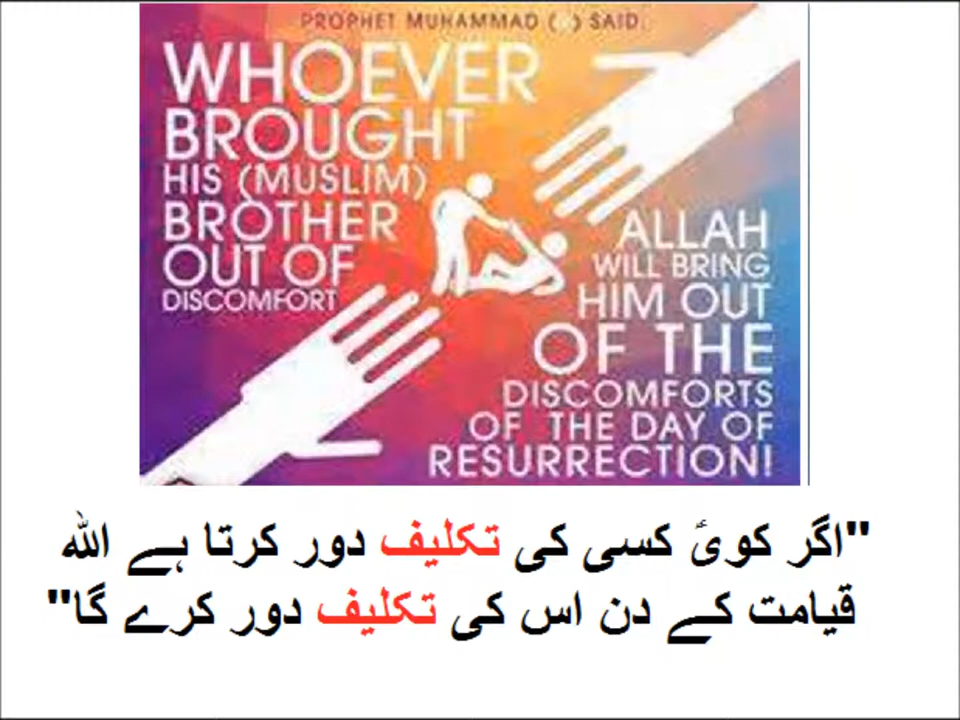 PROPHET MUHAMMAD ( ) SAID
WHOEVER
BROUGHT
HIS (MUSLIM)
BROTHER
OUT OF
DISCOMFORT
ALLAH
WILL BRING
HIM OUT
OF THE
DISCOMFORTS
OF THE DAY OF
RESURRECTION!
"اگر کوئ کسی کی تکلیف دور کرتا ہے اللہ
قیامت کے دن اس کی تکلیف دور کرے گا"